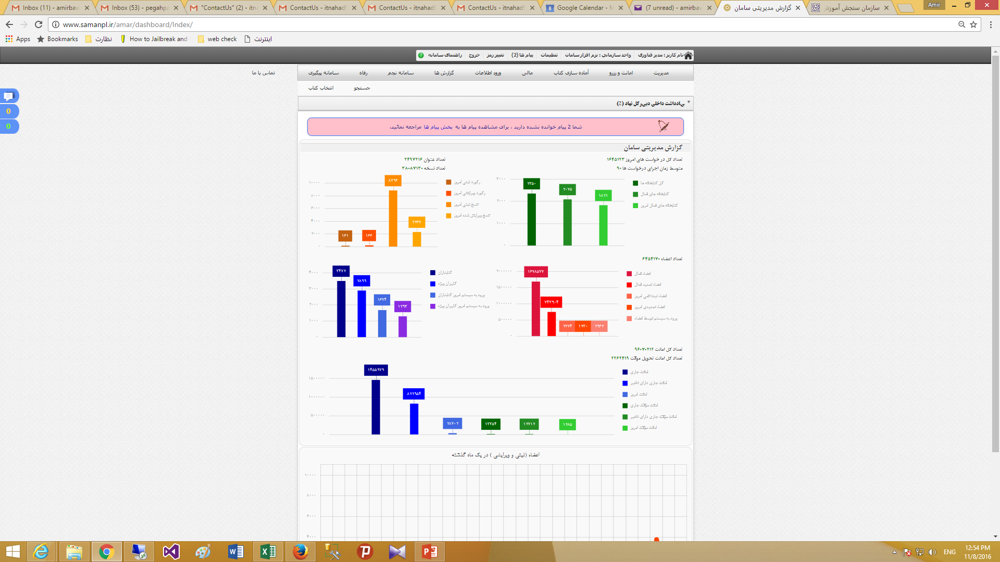 Inbox (11) - amirbav
Inbox (53) - pegahpa
"ContactUs" (2) - itn
ContactUs - itnahad
ContactUs - itnahad
ContactUs - itnahad
Google Calendar - M
(7 unread) - amirbav
گزارش مدیریتی سامان
سازمان سنجش آموزش
Amir
www.samanpl.ir/amar/dashboard/Index/
Apps
Bookmarks
نظارت
How to Jailbreak and
web check
اینترنت
نام کاربر : مدیر فناوری
واحد سازمانی : نرم افزار سامان
تنظیمات
پیام ها (2)
تغییر رمز
خروج
راهنمای سامانه
مدیریت
امانت و رزرو
آماده سازی کتاب
مالی
ورود اطلاعات
گزارش ها
سامانه نجم
رفاه
سامانه پیگیری
تماس با ما
جستجو
انتخاب کتاب
یادداشت داخلی دبیرکل نهاد (2)
0
0
شما 2 پیام خوانده نشده دارید ، برای مشاهده پیام ها به بخش پیام ها مراجعه نمائید.
گزارش مدیریتی سامان
تعداد کل در خواست های امروز ۱۶۴۵۱۲۳
متوسط زمان اجرای درخواست ها ۹۰
تعداد عنوان ۲۴۹۷۲۱۶
تعداد نسخه ۳۸۰۸۷۱۳۰
۳۰۰۰
۲۰۰۰
۱۰۰۰
۰
۲۳۵۰
۲۰۷۵
۱۸۲۱
کل کتابخانه ها
کتابخانه های فعال
کتابخانه های فعال امروز
۱۰۰۰۰
۸۰۰۰
۶۰۰۰
۴۰۰۰
۲۰۰۰
۰
۱۶۱
۱۶۶
۸۷۹۶
۲۲۶۷
رکورد ثبتی امروز
رکورد ویرایشی امروز
نسخ ثبتی امروز
نسخ ویرایش شده امروز
تعداد اعضاء ۶۴۵۴۱۷۰
۲۰۰۰۰۰۰
۱۵۰۰۰۰۰
۱۰۰۰۰۰۰
۵۰۰۰۰۰
۰
۱۶۷۸۵۷۷
۷۴۳۹۰۴
۲۷۷۴
۱۲۳۰
۲۹۶۲
اعضاء فعال
اعضاء تمدید فعال
اعضاء ثبت نامی امروز
اعضاء تمدیدی امروز
ورود به سیستم توسط اعضاء
۴۰۰۰
۳۰۰۰
۲۰۰۰
۱۰۰۰
۰
۳۴۷۲
۲۸۹۹
۱۶۷۴
۱۲۹۳
کتابداران
کاربران ویژه
ورود به سیستم امروز کتابداران
ورود به سیستم امروز کاربران ویژه
تعداد کل امانت ۹۶۰۷۰۲۱۲
تعداد کل امانت تحویل موقت ۲۲۶۲۴۱۹
۱۵۰۰۰۰۰
۱۰۰۰۰۰۰
۵۰۰۰۰۰
۰
۱۴۵۵۹۷۹
۸۲۲۹۵۴
۲۸۷۰۲
۱۳۳۵۴
۱۲۷۱۲
۱۲۸۵
امانت جاری
امانت جاری دارای تاخیر
امانت امروز
امانت موقت جاری
امانت موقت جاری دارای تاخیر
امانت موقت امروز
اعضاء (ثبتی و ویرایشی ) در یک ماه گذشته
۱۰۰۰۰
۸۰۰۰
۶۰۰۰
۴۰۰۰
ENG
12:54 PM
11/8/2016